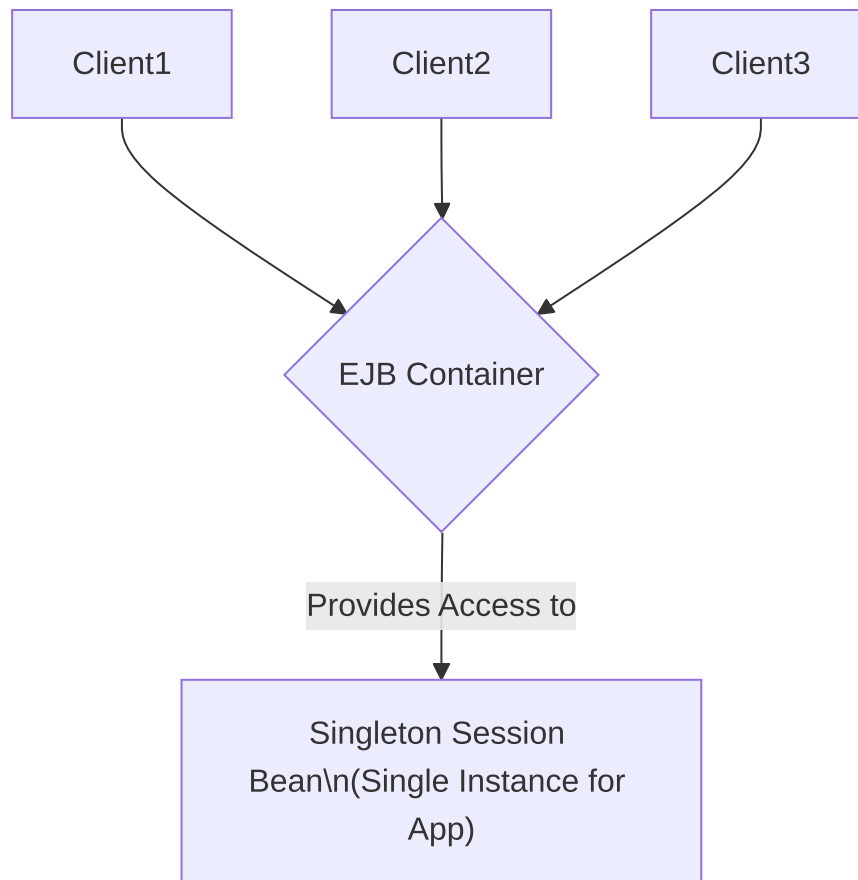 Client1
Client2
Client3
EJB Container
Provides Access to
Singleton Session
Bean\n(Single Instance for
App)